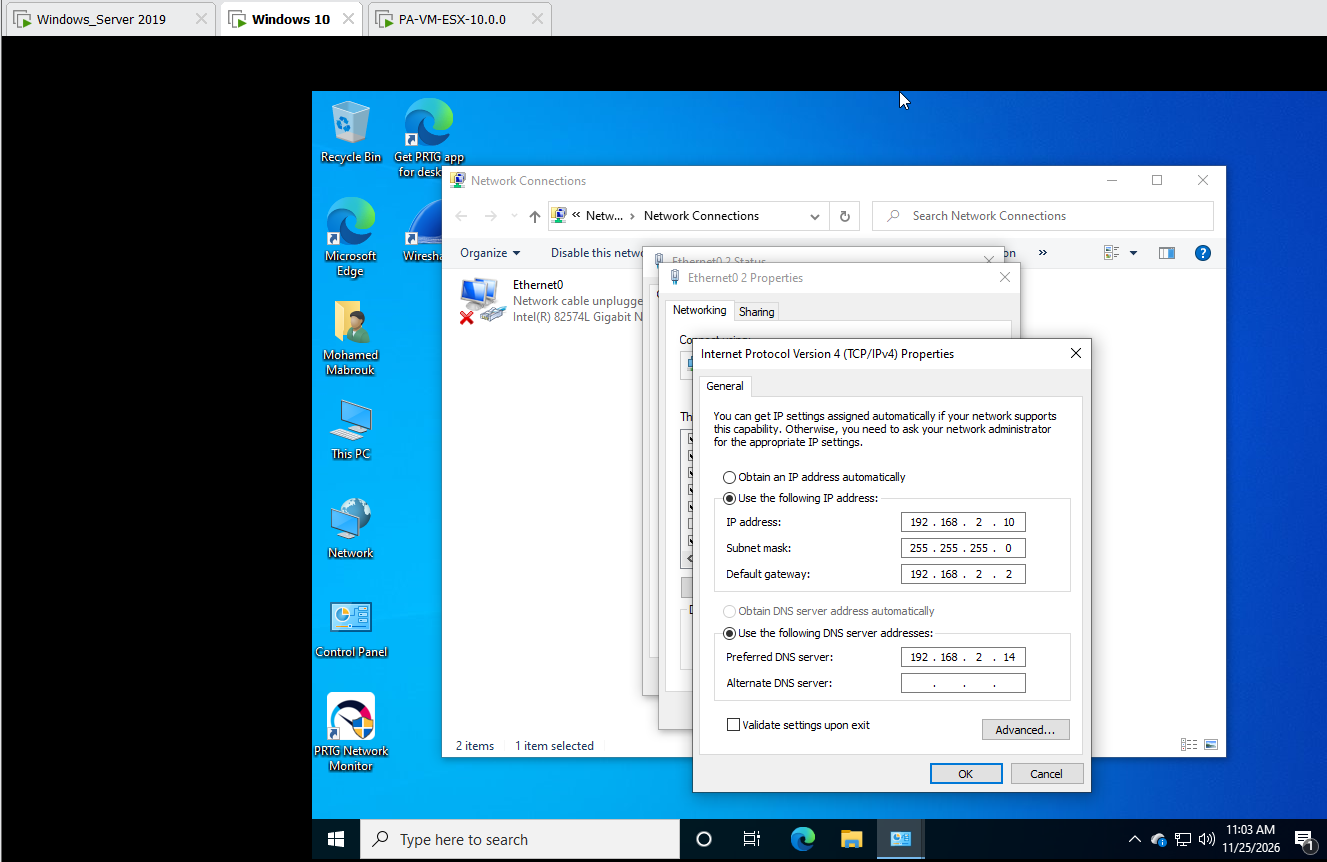 Windows_Server 2019
Windows 10
PA-VM-ESX-10.0.0
Recycle Bin
Get PRTG app
for desk
Microsoft
Edge
Wiresha
Mohamed
Mabrouk
This PC
Network
Control Panel
PRTG Network
Monitor
Network Connections
« Netw... › Network Connections
Search Network Connections
Organize
Disable this netwo
on
»
Ethernet0
Network cable unplugge
Intel(R) 82574L Gigabit N
2 items
1 item selected
Ethernet0 2 Status
Ethernet0 2 Properties
Networking
Sharing
Connect using:
Th
Internet Protocol Version 4 (TCP/IPv4) Properties
General
You can get IP settings assigned automatically if your network supports
this capability. Otherwise, you need to ask your network administrator
for the appropriate IP settings.
Obtain an IP address automatically
Use the following IP address:
IP address:
192 . 168 . 2 . 10
Subnet mask:
255 . 255 . 255 . 0
Default gateway:
192 . 168 . 2 . 2
Obtain DNS server address automatically
Use the following DNS server addresses:
Preferred DNS server:
192 . 168 . 2 . 14
Alternate DNS server:
. . .
Validate settings upon exit
Advanced...
OK
Cancel
Type here to search
11:03 AM
11/25/2026
1